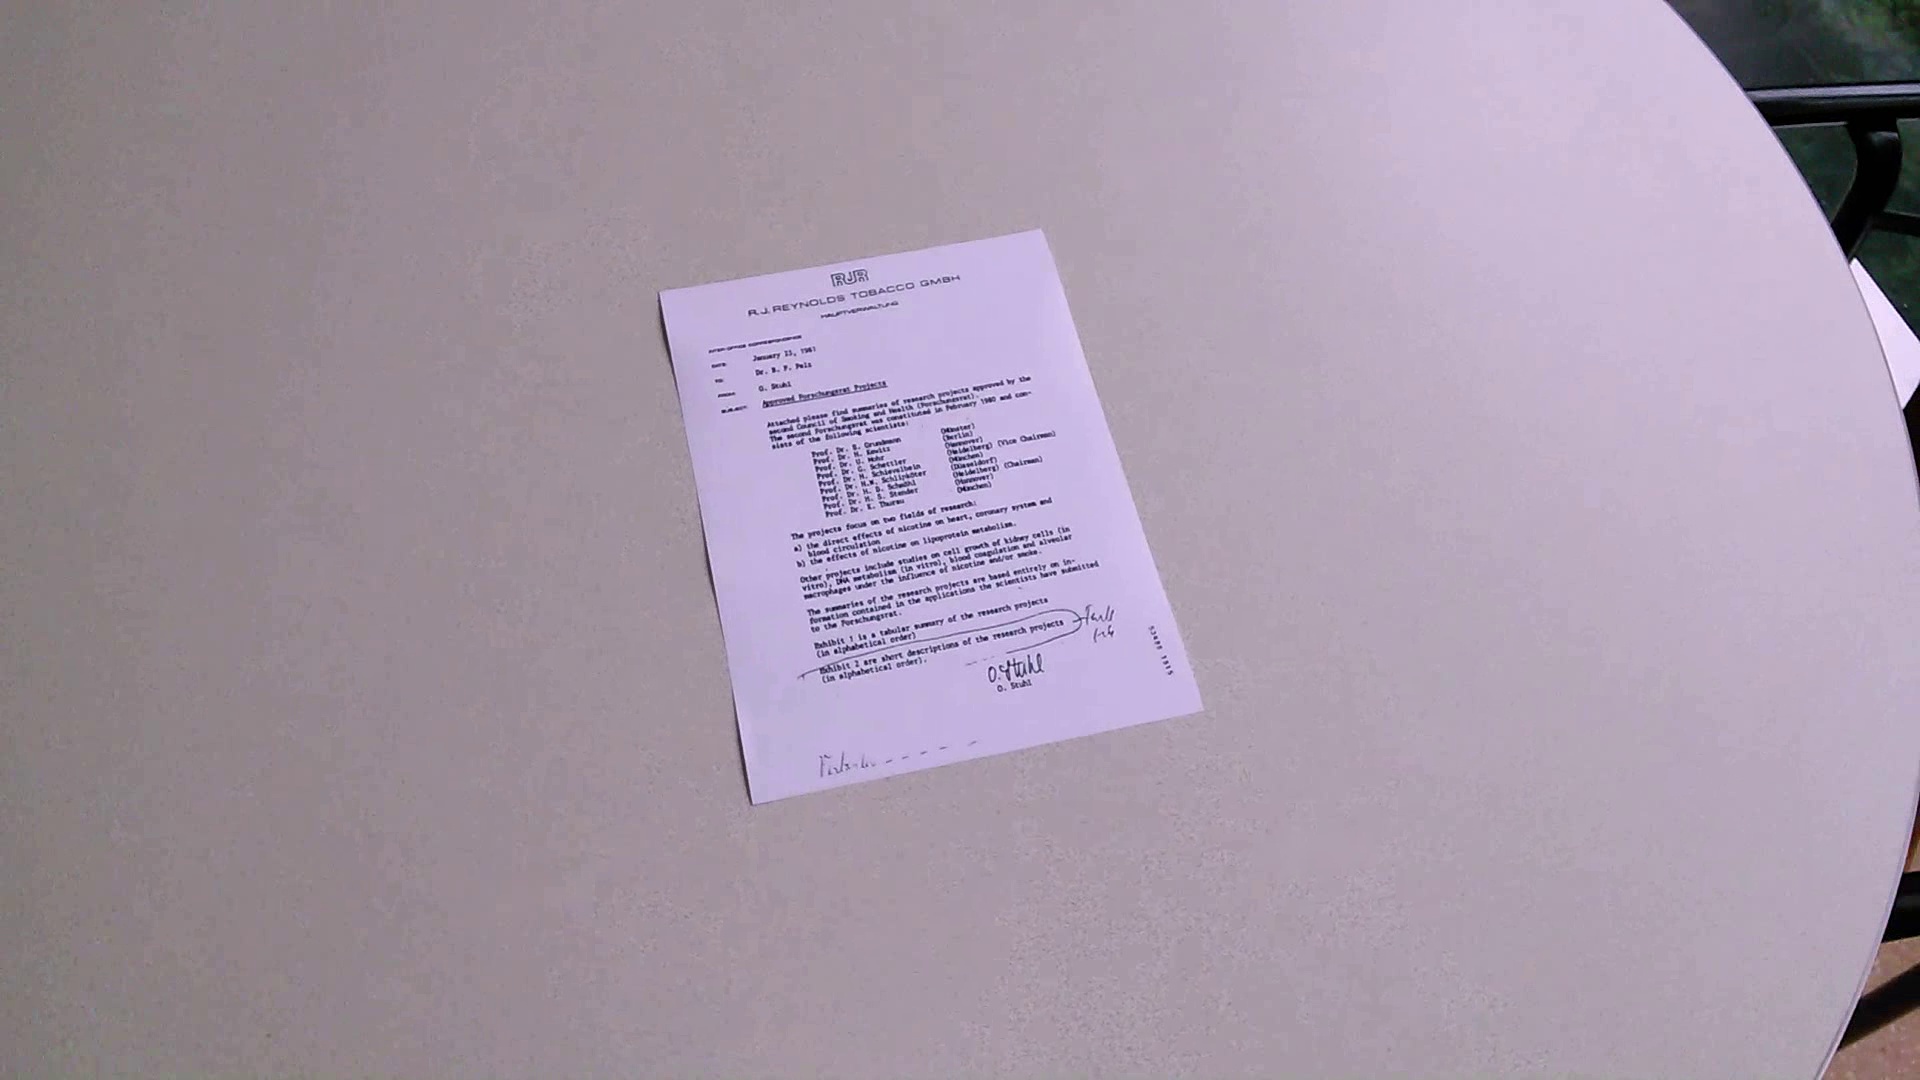 RJR
R.J. REYNOLDS TOBACCO GMBH
HAUPTVERWALTUNG
INTER-OFFICE CORRESPONDENCE
DATE: January 23, 1981
TO: Dr. B. F. Pelz
FROM: O. Stuhl
SUBJECT: Approved Forschungsrat Projects
Attached please find summaries of research projects approved by the
second Council of Smoking and Health (Forschungsrat).
The second Forschungsrat was constituted in February 1980 and con-
sists of the following scientists:
Prof. Dr. E. Grundmann (Münster)
Prof. Dr. H. Kewitz (Berlin)
Prof. Dr. U. Mohr (Hannover)
Prof. Dr. G. Schettler (Heidelberg) (Vice Chairman)
Prof. Dr. H. Schievelbein (München)
Prof. Dr. H.W. Schlipköter (Düsseldorf)
Prof. Dr. H. D. Schmähl (Heidelberg) (Chairman)
Prof. Dr. H. S. Stender (Hannover)
Prof. Dr. K. Thurau (München)
The projects focus on two fields of research:
a) the direct effects of nicotine on heart, coronary system and
blood circulation
b) the effects of nicotine on lipoprotein metabolism.
Other projects include studies on cell growth of kidney cells (in
vitro), DNA metabolism (in vitro), blood coagulation and alveolar
macrophages under the influence of nicotine and/or smoke.
The summaries of the research projects are based entirely on in-
formation contained in the applications the scientists have submitted
to the Forschungsrat.
Exhibit 1 is a tabular summary of the research projects
(in alphabetical order)
Exhibit 2 are short descriptions of the research projects
(in alphabetical order).
O. Stuhl
O. Stuhl